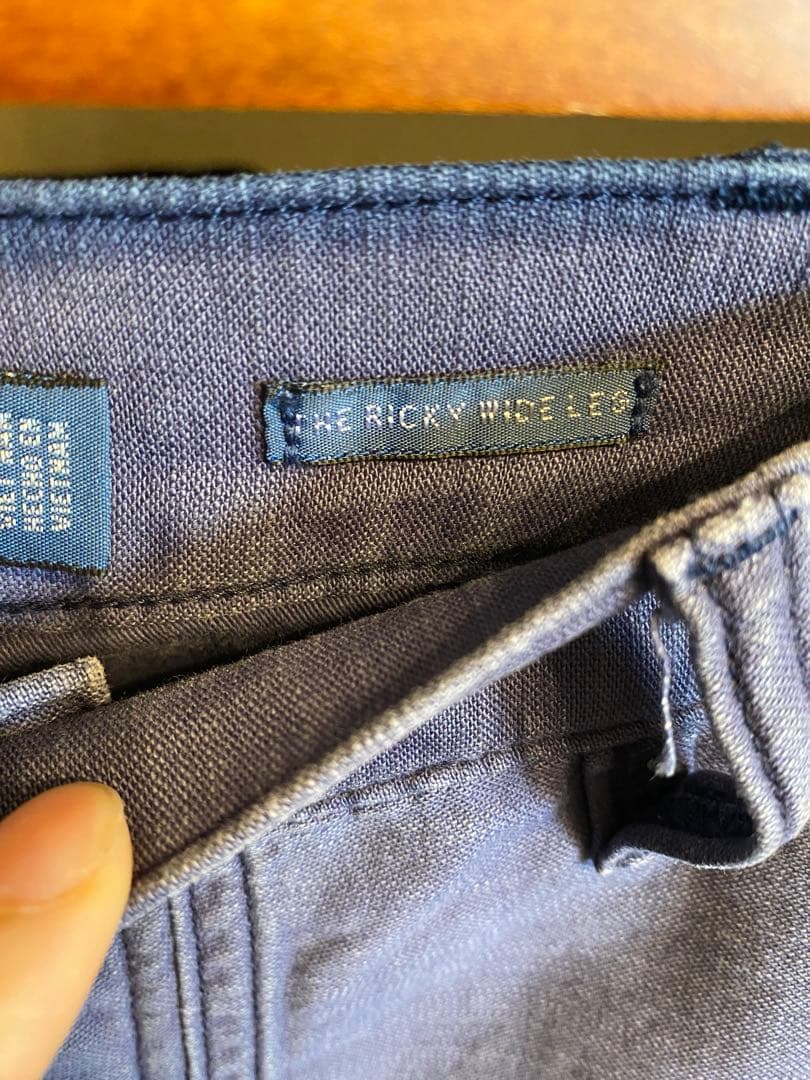 HECHO EN
VIETNAM
THE RICKY WIDE LEG